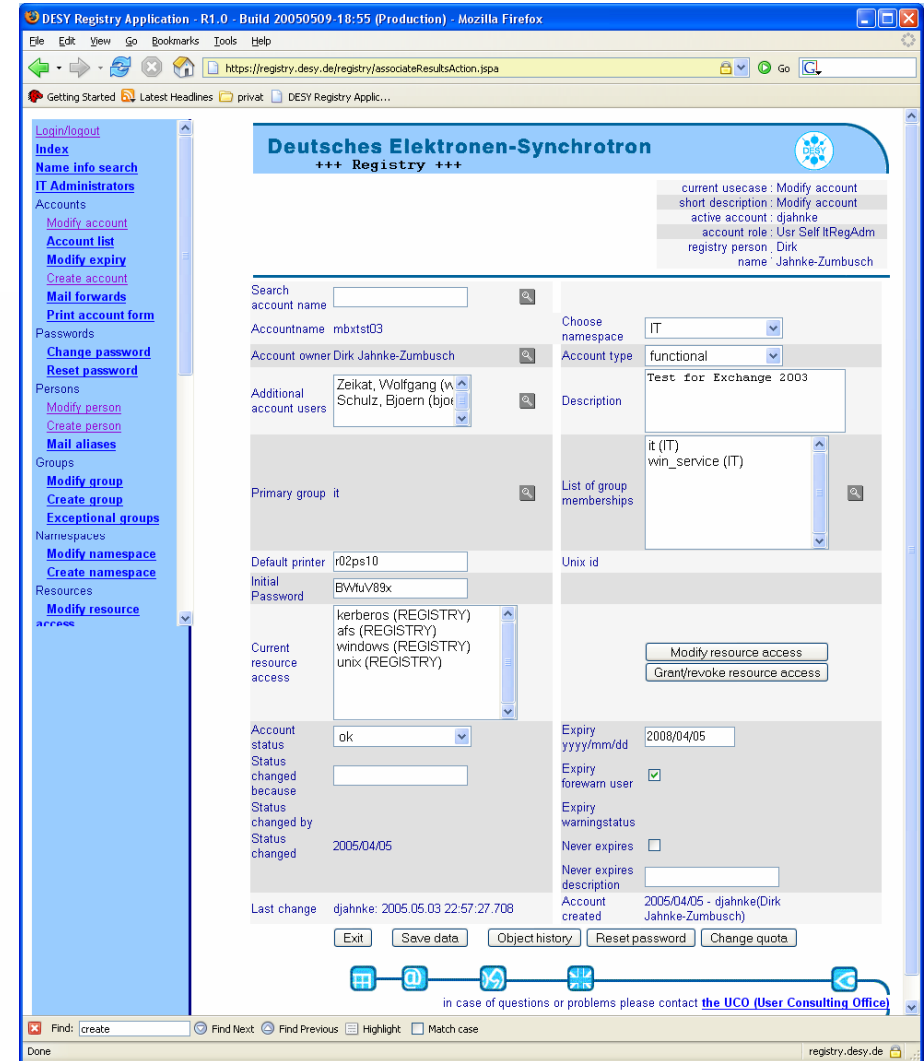 DESY Registry Application - R1.0 - Build 20050509-18:55 (Production) - Mozilla Firefox
File Edit View Go Bookmarks Tools Help
https://registry.desy.de/registry/associateResultsAction.jspa
Go
Getting Started Latest Headlines privat DESY Registry Applic...
Login/logout
Index
Name info search
IT Administrators
Accounts
Modify account
Account list
Modify expiry
Create account
Mail forwards
Print account form
Passwords
Change password
Reset password
Persons
Modify person
Create person
Mail aliases
Groups
Modify group
Create group
Exceptional groups
Namespaces
Modify namespace
Create namespace
Resources
Modify resource
access
Deutsches Elektronen-Synchrotron
+++ Registry +++
DESY
current usecase : Modify account
short description : Modify account
active account : djahnke
account role : Usr Self ItRegAdm
registry person : Dirk
name Jahnke-Zumbusch
Search
account name
Accountname mbxtst03
Choose
namespace
IT
Account owner Dirk Jahnke-Zumbusch
Account type functional
Additional
account users
Zeikat, Wolfgang (w
Schulz, Bjoern (bjoe
Description
Test for Exchange 2003
Primary group it
List of group
memberships
it (IT)
win_service (IT)
Default printer r02ps10
Unix id
Initial
Password
BWfuV89x
Current
resource
access
kerberos (REGISTRY)
afs (REGISTRY)
windows (REGISTRY)
unix (REGISTRY)
Modify resource access
Grant/revoke resource access
Account
status
ok
Expiry
yyyy/mm/dd
2008/04/05
Status
changed
because
Expiry
forewarn user
Status
changed by
Expiry
warningstatus
Status
changed
2005/04/05
Never expires
Never expires
description
Last change djahnke: 2005.05.03 22:57:27.708
Account
created
2005/04/05 - djahnke(Dirk
Jahnke-Zumbusch)
Exit Save data Object history Reset password Change quota
in case of questions or problems please contact the UCO (User Consulting Office)
Find: create Find Next Find Previous Highlight Match case
Done registry.desy.de